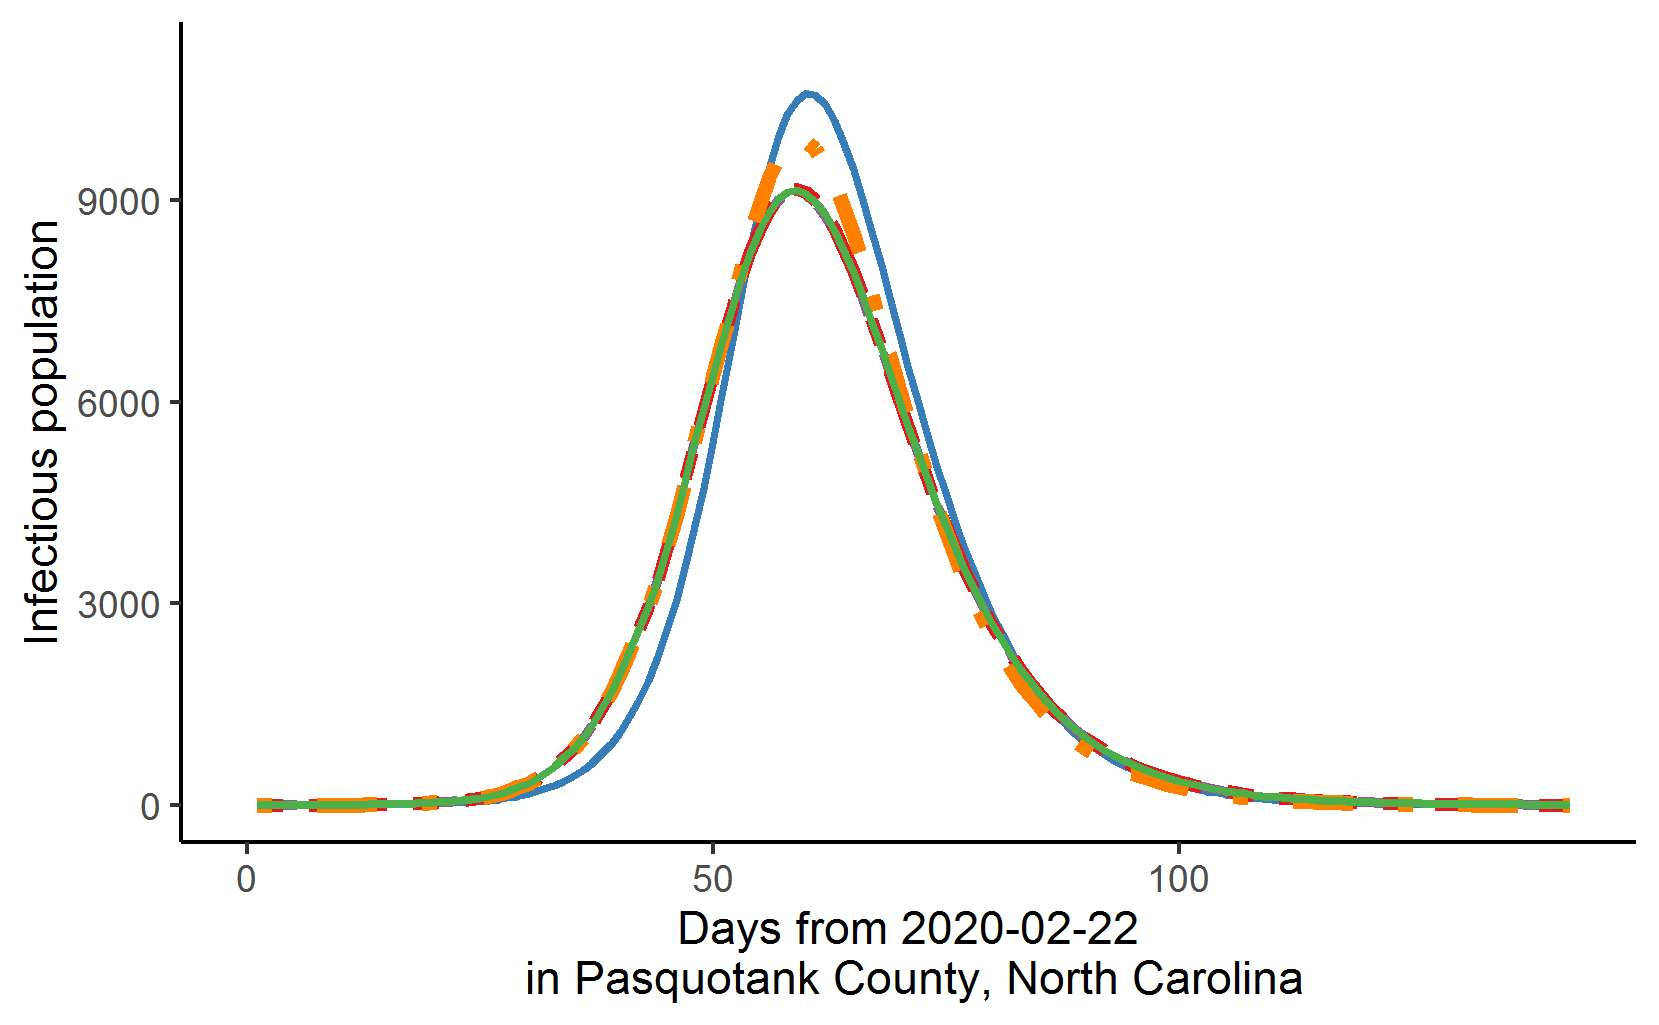 Infectious population
9000
6000
3000
0
0 50 100
Days from 2020-02-22
in Pasquotank County, North Carolina